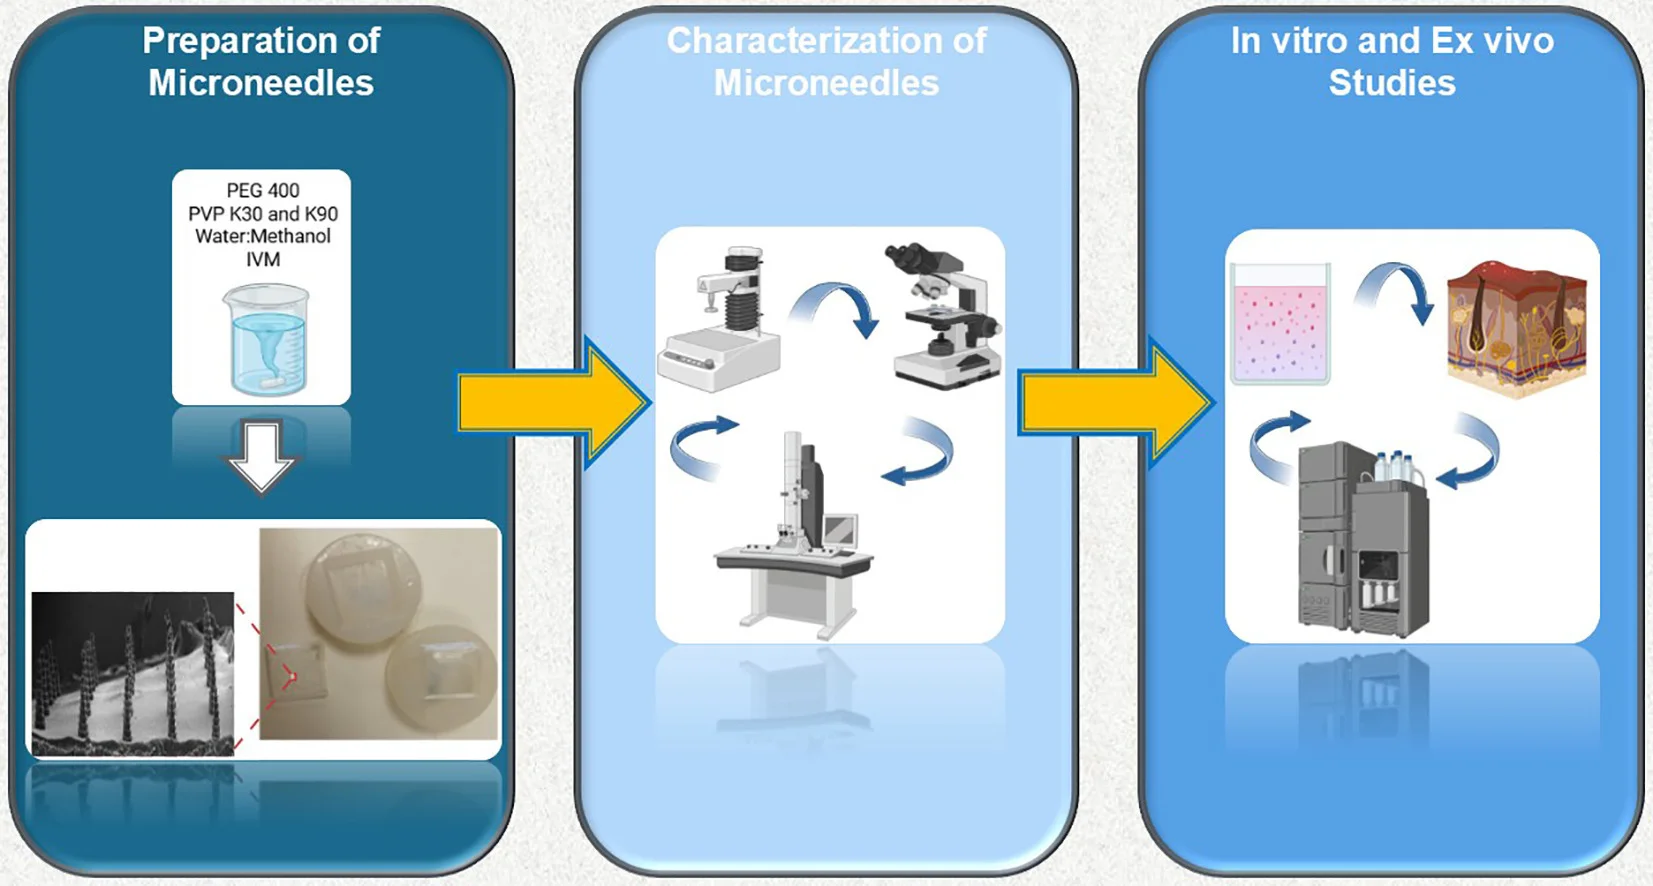 Preparation of
Microneedles
PEG 400
PVP K30 and K90
Water:Methanol
IVM
Characterization of
Microneedles
In vitro and Ex vivo
Studies